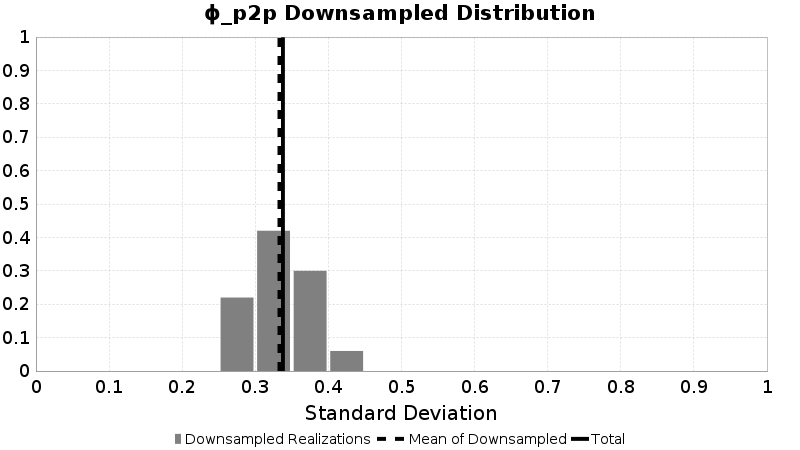 ϕ_p2p Downsampled Distribution
1
0.9
0.8
0.7
0.6
0.5
0.4
0.3
0.2
0.1
0
0 0.1 0.2 0.3 0.4 0.5 0.6 0.7 0.8 0.9 1
Standard Deviation
Downsampled Realizations Mean of Downsampled Total